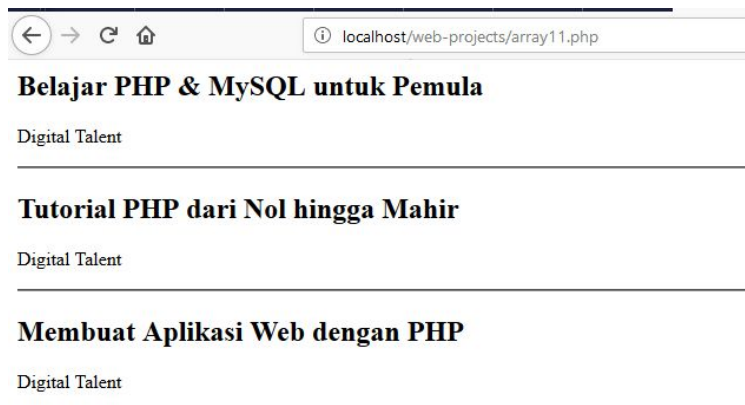 localhost/web-projects/array11.php
Belajar PHP & MySQL untuk Pemula
Digital Talent
Tutorial PHP dari Nol hingga Mahir
Digital Talent
Membuat Aplikasi Web dengan PHP
Digital Talent